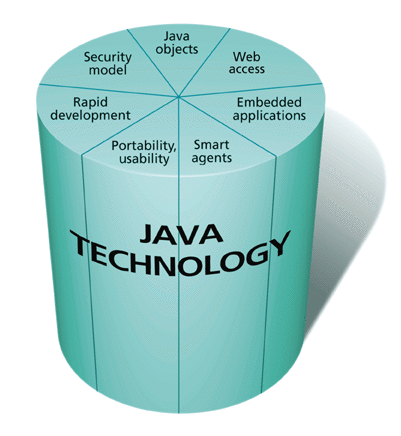 Java
objects
Security
model
Web
access
Rapid
development
Embedded
applications
Portability,
usability
Smart
agents
JAVA
TECHNOLOGY